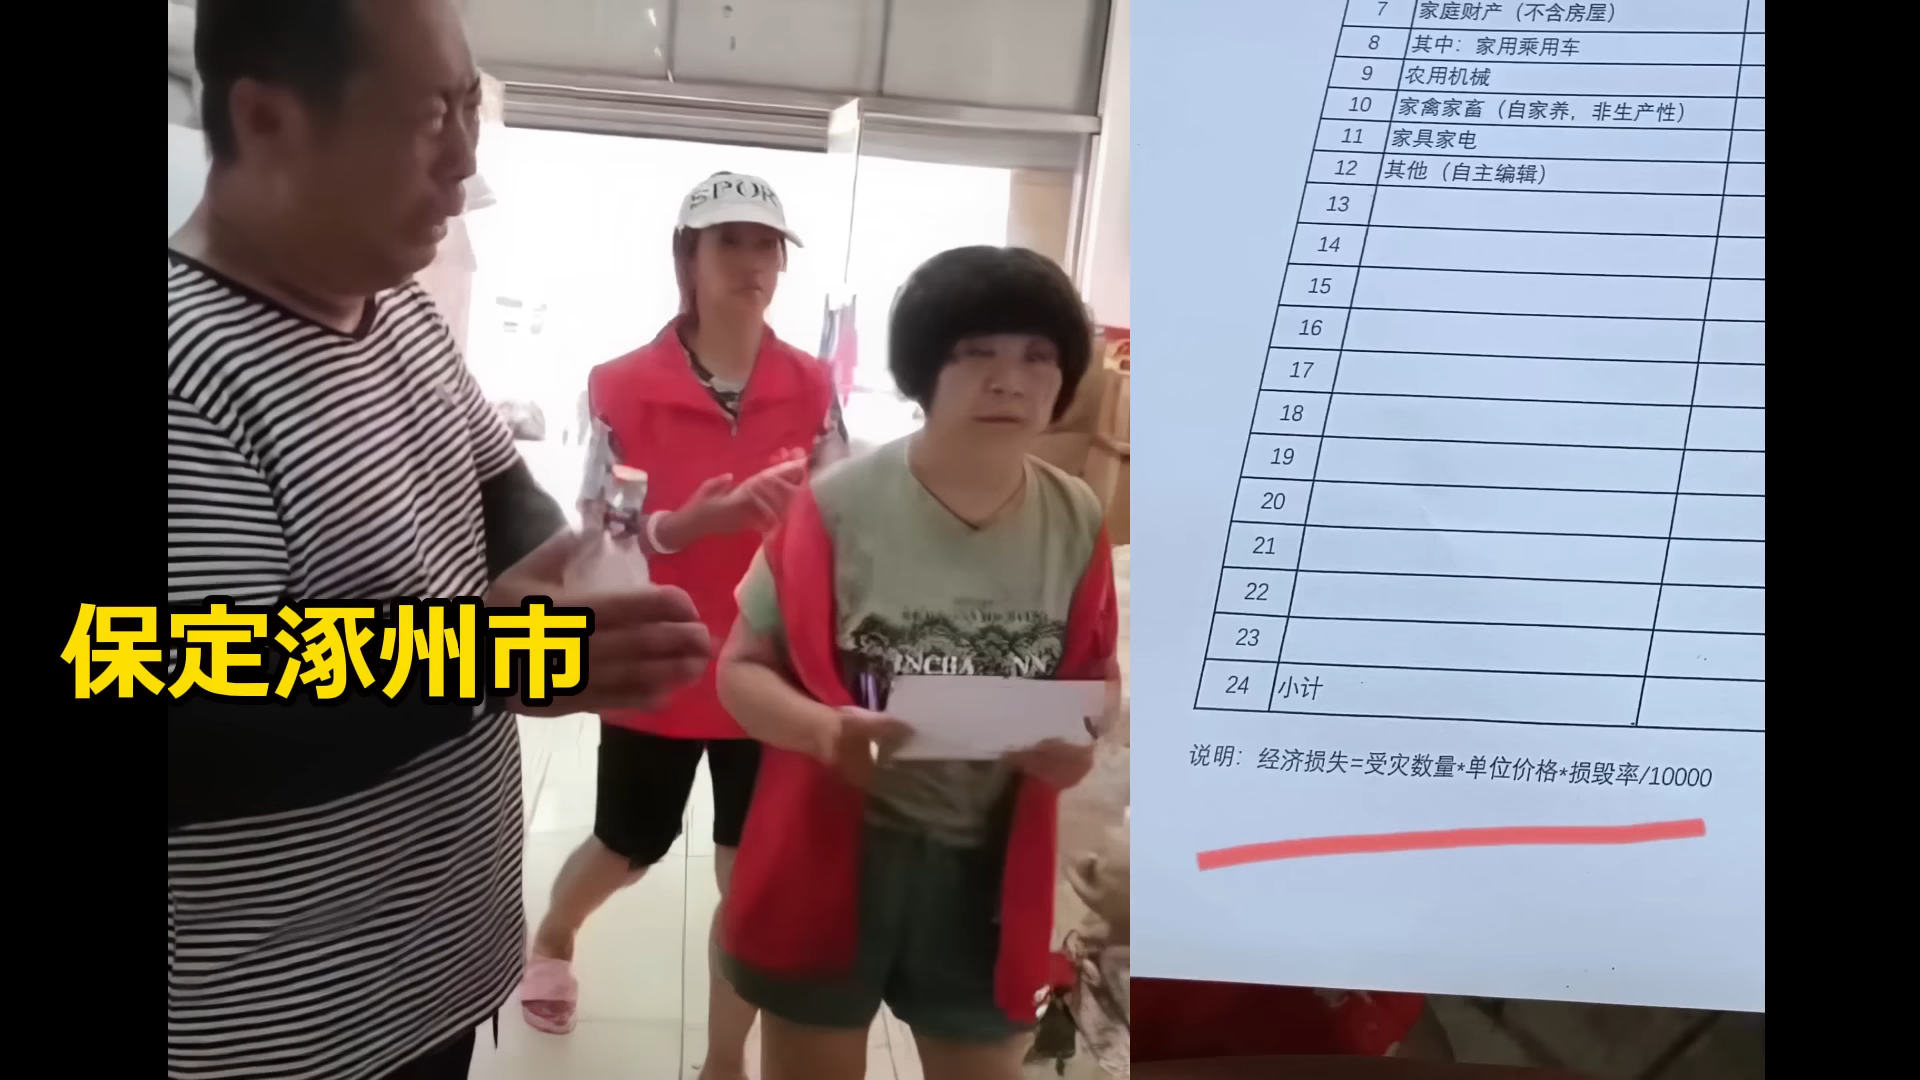 SPOR
保定涿州市
7 家庭财产（不含房屋）
8 其中：家用乘用车
9 农用机械
10 家禽家畜（自家养，非生产性）
11 家具家电
12 其他（自主编辑）
13
14
15
16
17
18
19
20
21
22
23
24 小计
说明：经济损失=受灾数量*单位价格*损毁率/10000